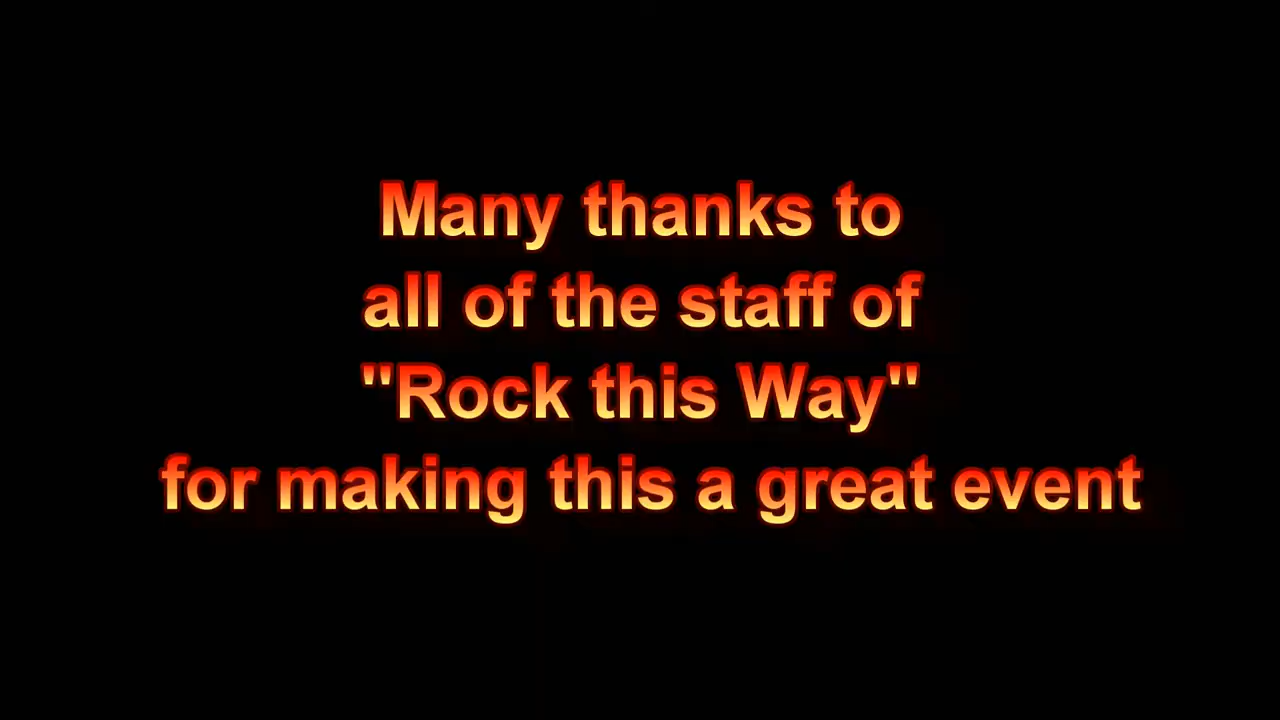 Many thanks to
all of the staff of
"Rock this Way"
for making this a great event